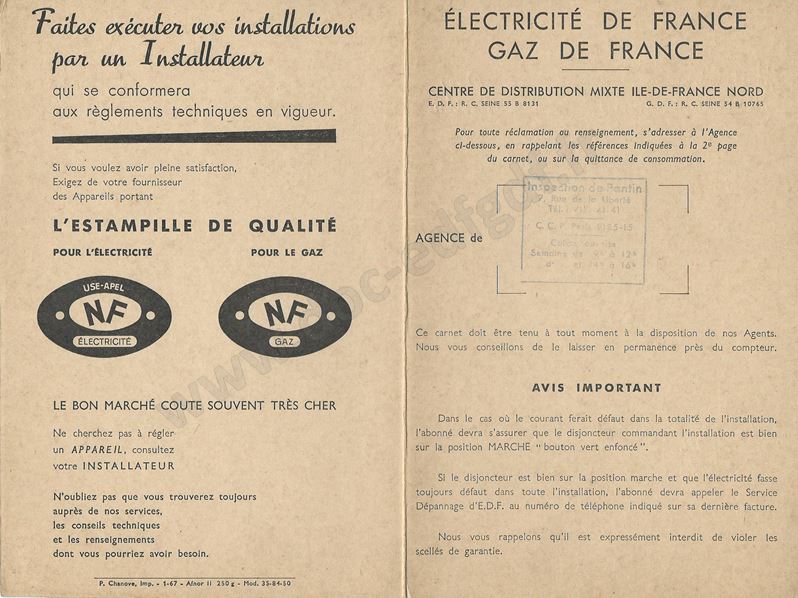 Faites exécuter vos installations
par un Installateur
qui se conformera
aux règlements techniques en vigueur.
Si vous voulez avoir pleine satisfaction,
Exigez de votre fournisseur
des Appareils portant
L'ESTAMPILLE DE QUALITÉ
POUR L'ÉLECTRICITÉ POUR LE GAZ
USE-APEL
NF
ÉLECTRICITÉ
NF
GAZ
LE BON MARCHÉ COUTE SOUVENT TRÈS CHER
Ne cherchez pas à régler
un APPAREIL, consultez
votre INSTALLATEUR
N'oubliez pas que vous trouverez toujours
auprès de nos services,
les conseils techniques
et les renseignements
dont vous pourriez avoir besoin.
P. Chanove, Imp. - 1-67 - Afnor II 250 g - Mod. 35-84-50
ÉLECTRICITÉ DE FRANCE
GAZ DE FRANCE
CENTRE DE DISTRIBUTION MIXTE ILE-DE-FRANCE NORD
E. D. F. : R. C. SEINE 55 B 8131 G. D. F. : R. C. SEINE 54 B 10765
Pour toute réclamation ou renseignement, s'adresser à l'Agence
ci-dessous, en rappelant les références indiquées à la 2e page
du carnet, ou sur la quittance de consommation.
Inspection de Pantin
7, Rue de la Liberté
C. C. P. Paris
AGENCE de
Semaine de 9h à 12h
à 16h
Ce carnet doit être tenu à tout moment à la disposition de nos Agents.
Nous vous conseillons de le laisser en permanence près du compteur.
AVIS IMPORTANT
Dans le cas où le courant ferait défaut dans la totalité de l'installation,
l'abonné devra s'assurer que le disjoncteur commandant l'installation est bien
sur la position MARCHE "bouton vert enfoncé".
Si le disjoncteur est bien sur la position marche et que l'électricité fasse
toujours défaut dans toute l'installation, l'abonné devra appeler le Service
Dépannage d'E.D.F. au numéro de téléphone indiqué sur sa dernière facture.
Nous vous rappelons qu'il est expressément interdit de violer les
scellés de garantie.